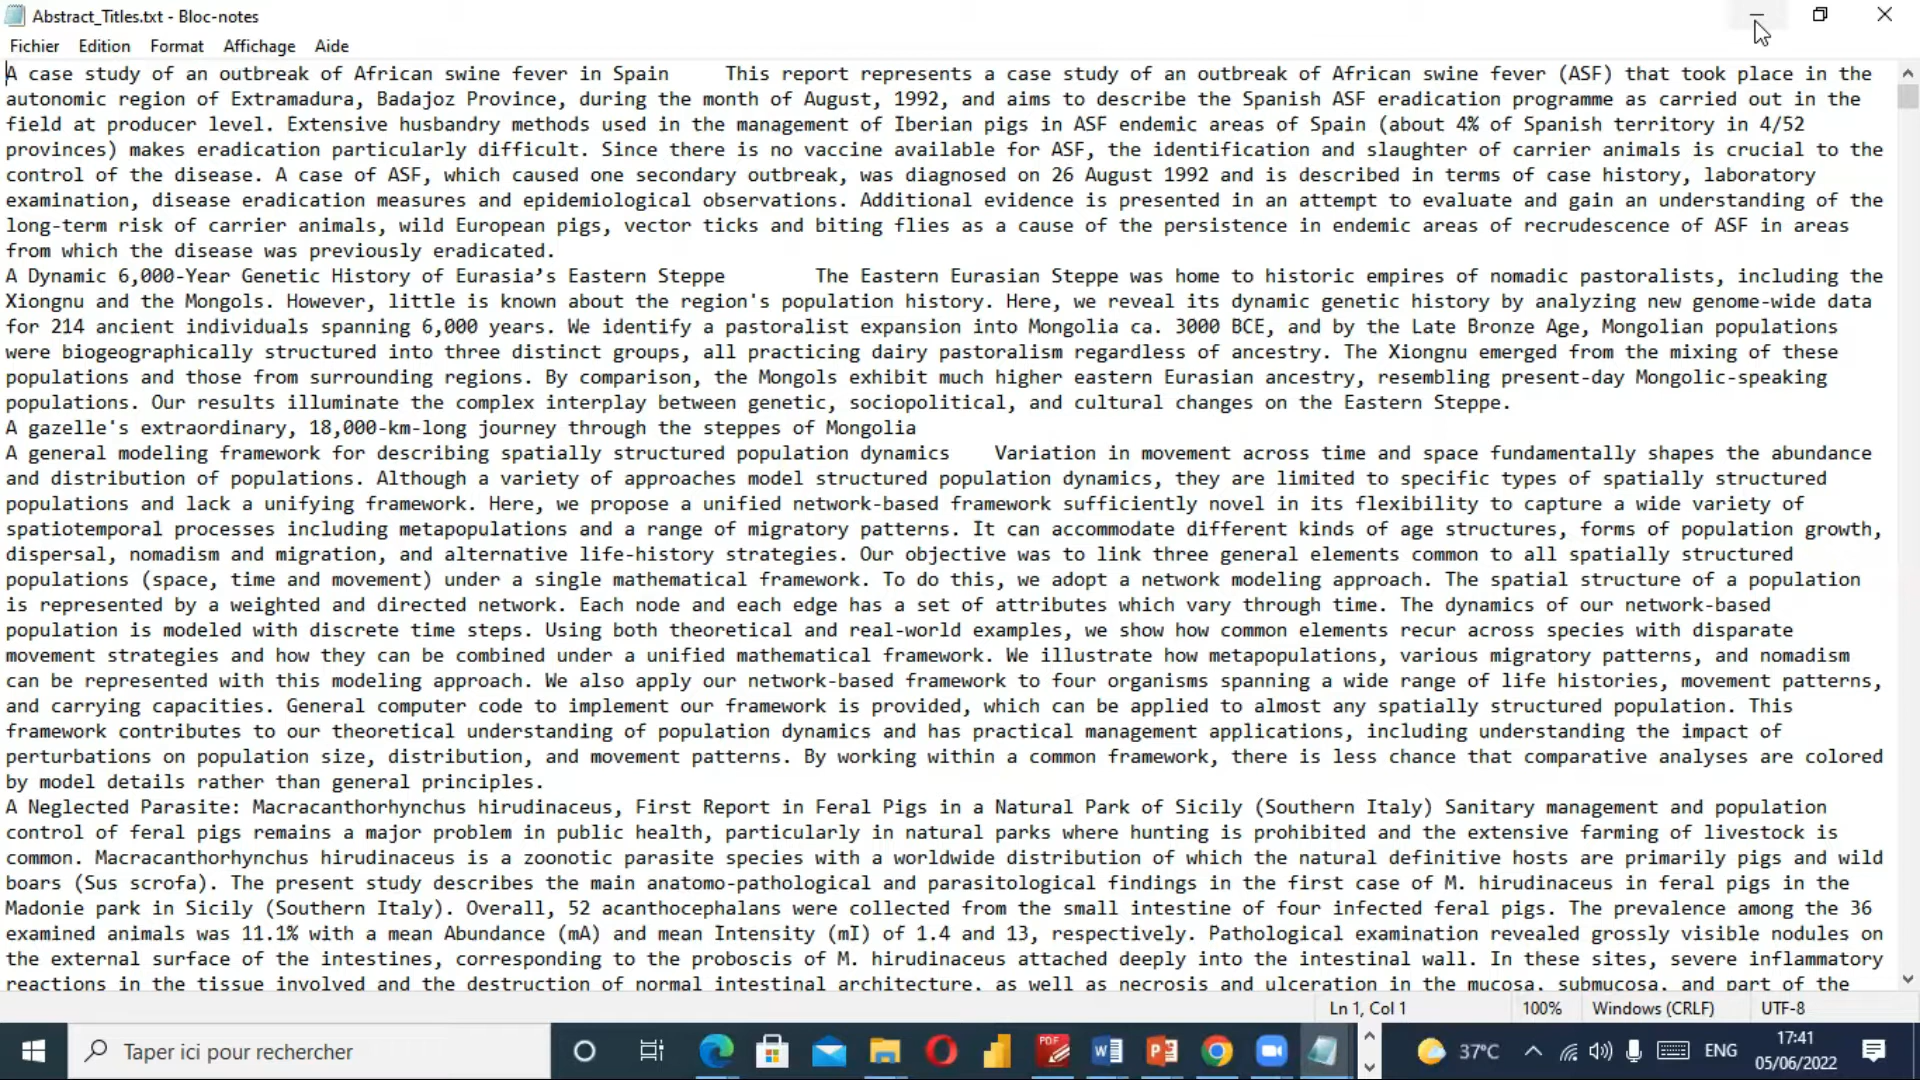 Abstract_Titles.txt - Bloc-notes
Fichier Edition Format Affichage Aide
A case study of an outbreak of African swine fever in Spain This report represents a case study of an outbreak of African swine fever (ASF) that took place in the
autonomic region of Extramadura, Badajoz Province, during the month of August, 1992, and aims to describe the Spanish ASF eradication programme as carried out in the
field at producer level. Extensive husbandry methods used in the management of Iberian pigs in ASF endemic areas of Spain (about 4% of Spanish territory in 4/52
provinces) makes eradication particularly difficult. Since there is no vaccine available for ASF, the identification and slaughter of carrier animals is crucial to the
control of the disease. A case of ASF, which caused one secondary outbreak, was diagnosed on 26 August 1992 and is described in terms of case history, laboratory
examination, disease eradication measures and epidemiological observations. Additional evidence is presented in an attempt to evaluate and gain an understanding of the
long-term risk of carrier animals, wild European pigs, vector ticks and biting flies as a cause of the persistence in endemic areas of recrudescence of ASF in areas
from which the disease was previously eradicated.
A Dynamic 6,000-Year Genetic History of Eurasia’s Eastern Steppe The Eastern Eurasian Steppe was home to historic empires of nomadic pastoralists, including the
Xiongnu and the Mongols. However, little is known about the region's population history. Here, we reveal its dynamic genetic history by analyzing new genome-wide data
for 214 ancient individuals spanning 6,000 years. We identify a pastoralist expansion into Mongolia ca. 3000 BCE, and by the Late Bronze Age, Mongolian populations
were biogeographically structured into three distinct groups, all practicing dairy pastoralism regardless of ancestry. The Xiongnu emerged from the mixing of these
populations and those from surrounding regions. By comparison, the Mongols exhibit much higher eastern Eurasian ancestry, resembling present-day Mongolic-speaking
populations. Our results illuminate the complex interplay between genetic, sociopolitical, and cultural changes on the Eastern Steppe.
A gazelle's extraordinary, 18,000-km-long journey through the steppes of Mongolia
A general modeling framework for describing spatially structured population dynamics Variation in movement across time and space fundamentally shapes the abundance
and distribution of populations. Although a variety of approaches model structured population dynamics, they are limited to specific types of spatially structured
populations and lack a unifying framework. Here, we propose a unified network-based framework sufficiently novel in its flexibility to capture a wide variety of
spatiotemporal processes including metapopulations and a range of migratory patterns. It can accommodate different kinds of age structures, forms of population growth,
dispersal, nomadism and migration, and alternative life-history strategies. Our objective was to link three general elements common to all spatially structured
populations (space, time and movement) under a single mathematical framework. To do this, we adopt a network modeling approach. The spatial structure of a population
is represented by a weighted and directed network. Each node and each edge has a set of attributes which vary through time. The dynamics of our network-based
population is modeled with discrete time steps. Using both theoretical and real-world examples, we show how common elements recur across species with disparate
movement strategies and how they can be combined under a unified mathematical framework. We illustrate how metapopulations, various migratory patterns, and nomadism
can be represented with this modeling approach. We also apply our network-based framework to four organisms spanning a wide range of life histories, movement patterns,
and carrying capacities. General computer code to implement our framework is provided, which can be applied to almost any spatially structured population. This
framework contributes to our theoretical understanding of population dynamics and has practical management applications, including understanding the impact of
perturbations on population size, distribution, and movement patterns. By working within a common framework, there is less chance that comparative analyses are colored
by model details rather than general principles.
A Neglected Parasite: Macracanthorhynchus hirudinaceus, First Report in Feral Pigs in a Natural Park of Sicily (Southern Italy) Sanitary management and population
control of feral pigs remains a major problem in public health, particularly in natural parks where hunting is prohibited and the extensive farming of livestock is
common. Macracanthorhynchus hirudinaceus is a zoonotic parasite species with a worldwide distribution of which the natural definitive hosts are primarily pigs and wild
boars (Sus scrofa). The present study describes the main anatomo-pathological and parasitological findings in the first case of M. hirudinaceus in feral pigs in the
Madonie park in Sicily (Southern Italy). Overall, 52 acanthocephalans were collected from the small intestine of four infected feral pigs. The prevalence among the 36
examined animals was 11.1% with a mean Abundance (mA) and mean Intensity (mI) of 1.4 and 13, respectively. Pathological examination revealed grossly visible nodules on
the external surface of the intestines, corresponding to the proboscis of M. hirudinaceus attached deeply into the intestinal wall. In these sites, severe inflammatory
reactions in the tissue involved and the destruction of normal intestinal architecture, as well as necrosis and ulceration in the mucosa, submucosa, and part of the
Ln 1, Col 1 100% Windows (CRLF) UTF-8
Taper ici pour rechercher PDF 37°C ENG 17:41
05/06/2022